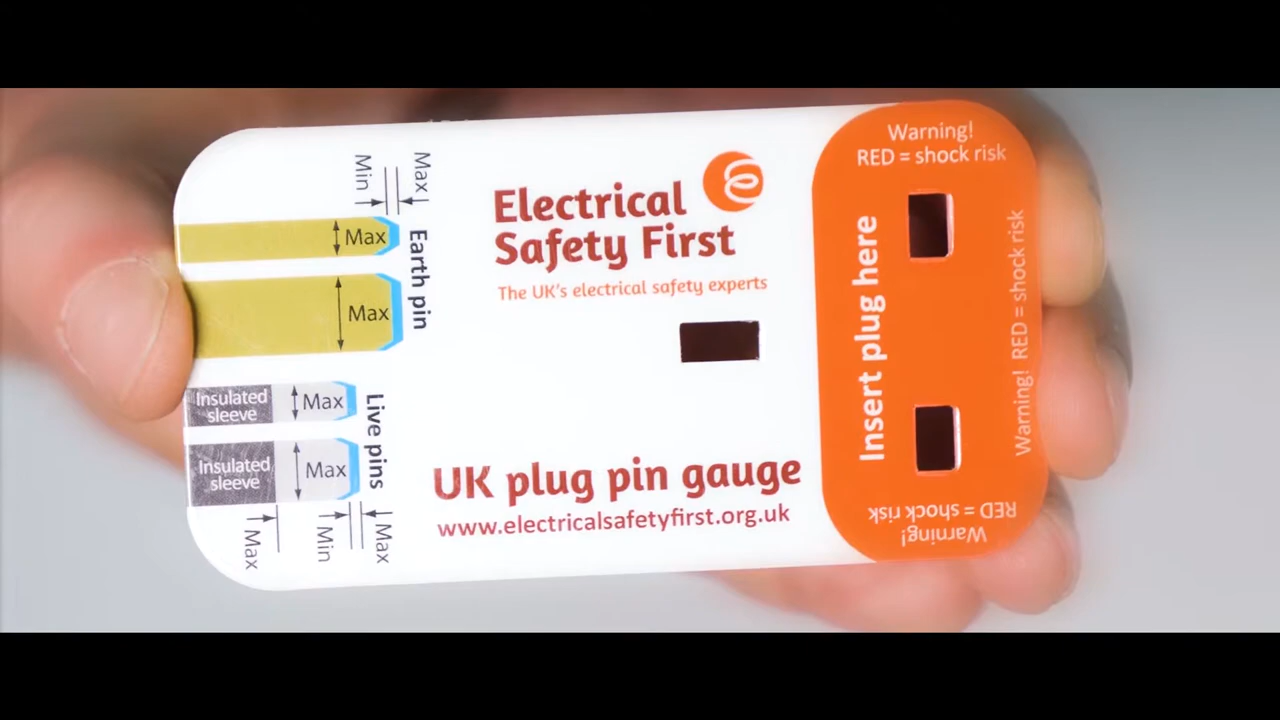 Min
Max
Max
Max
Earth pin
Insulated
sleeve
Max
Insulated
sleeve
Max
Live pins
Max
Min
Max
Electrical
Safety First
The UK's electrical safety experts
UK plug pin gauge
www.electricalsafetyfirst.org.uk
Warning!
RED = shock risk
Insert plug here
Warning! RED = shock risk
Warning!
RED = shock risk